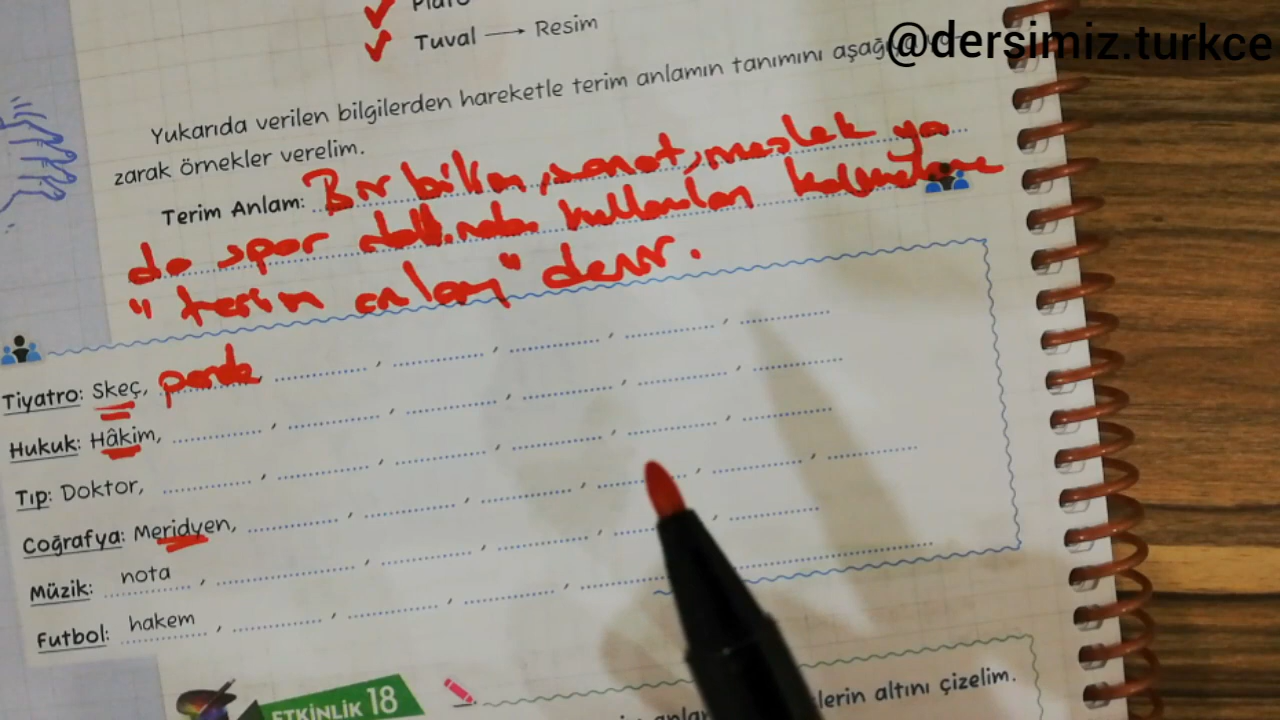 Tuval → Resim
@dersimiz.turkce
Yukarıda verilen bilgilerden hareketle terim anlamın tanımını aşağ
zarak örnekler verelim.
Terim Anlam: Bir bilim, sanat, meslek ya
da spor dalında kullanılan kelimelere
"terim anlam" denir.
Tiyatro: Skeç, perde
Hukuk: Hâkim,
Tıp: Doktor,
Coğrafya: Meridyen,
Müzik: nota
Futbol: hakem
ETKİNLİK 18
lerin altını çizelim.